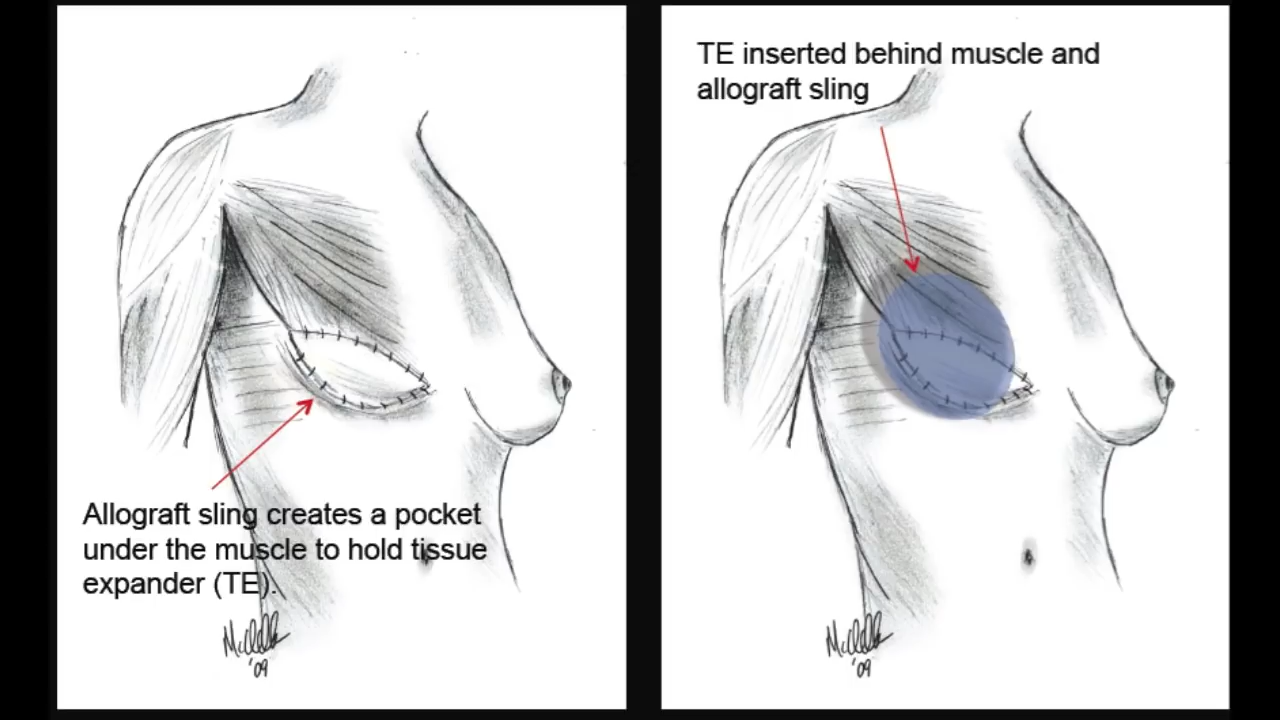 Allograft sling creates a pocket
under the muscle to hold tissue
expander (TE).
'09
TE inserted behind muscle and
allograft sling
'09